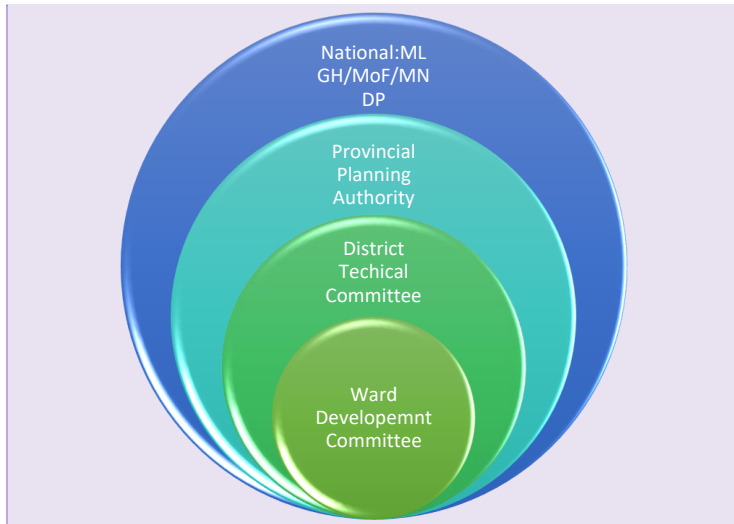 National:ML
GH/MoF/MN
DP
Provincial
Planning
Authority
District
Techical
Committee
Ward
Developemnt
Committee